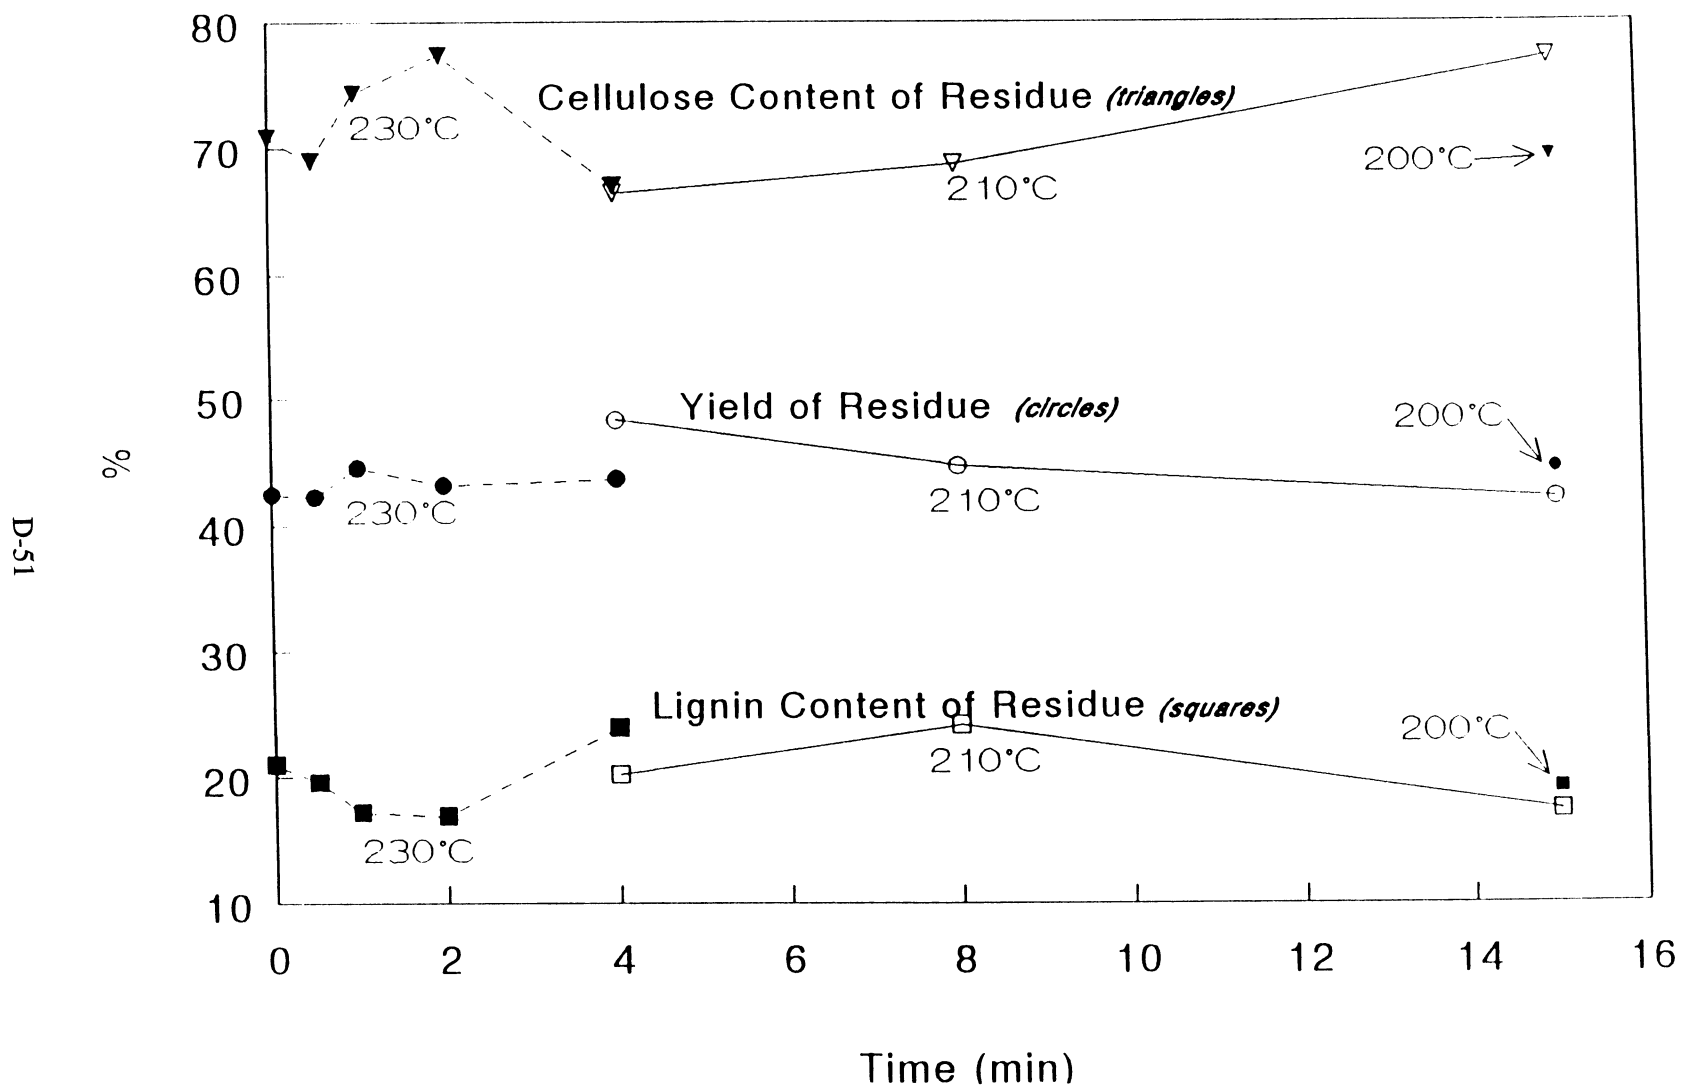 80
Cellulose Content of Residue (triangles)
230°C
70
200°C
210°C
60
50
Yield of Residue (circles)
200°C
%
230°C
210°C
40
D-51
30
Lignin Content of Residue (squares)
200°C
210°C
20
230°C
10
0 2 4 6 8 10 12 14 16
Time (min)